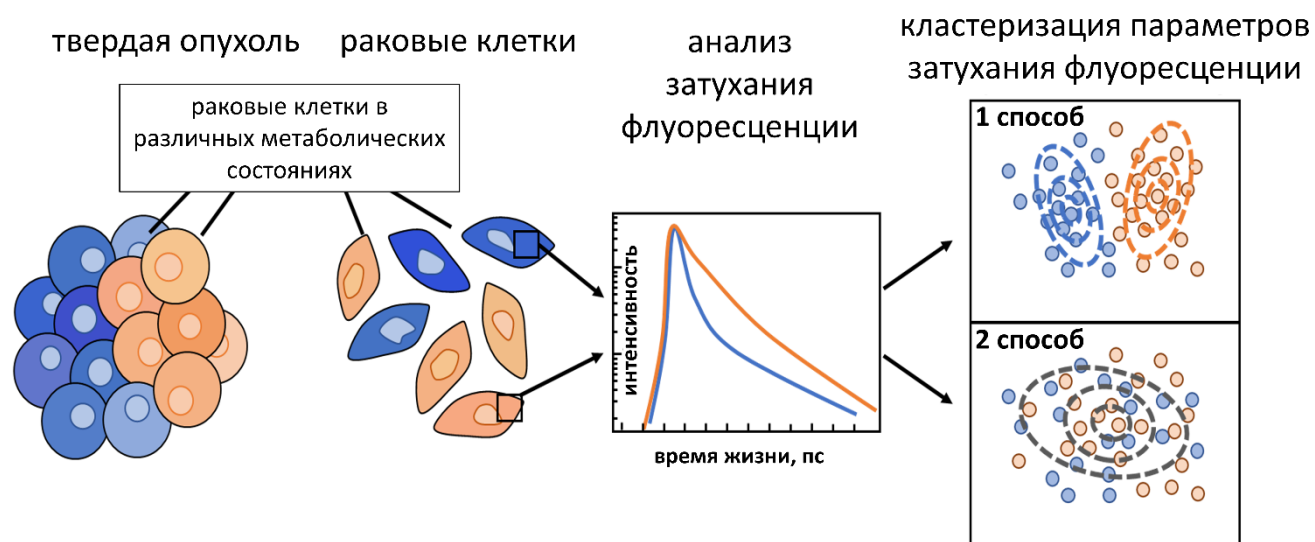 твердая опухоль
раковые клетки
анализ
затухания
флуоресценции
кластеризация параметров
затухания флуоресценции
раковые клетки в
различных метаболических
состояниях
интенсивность
время жизни, пс
1 способ
2 способ